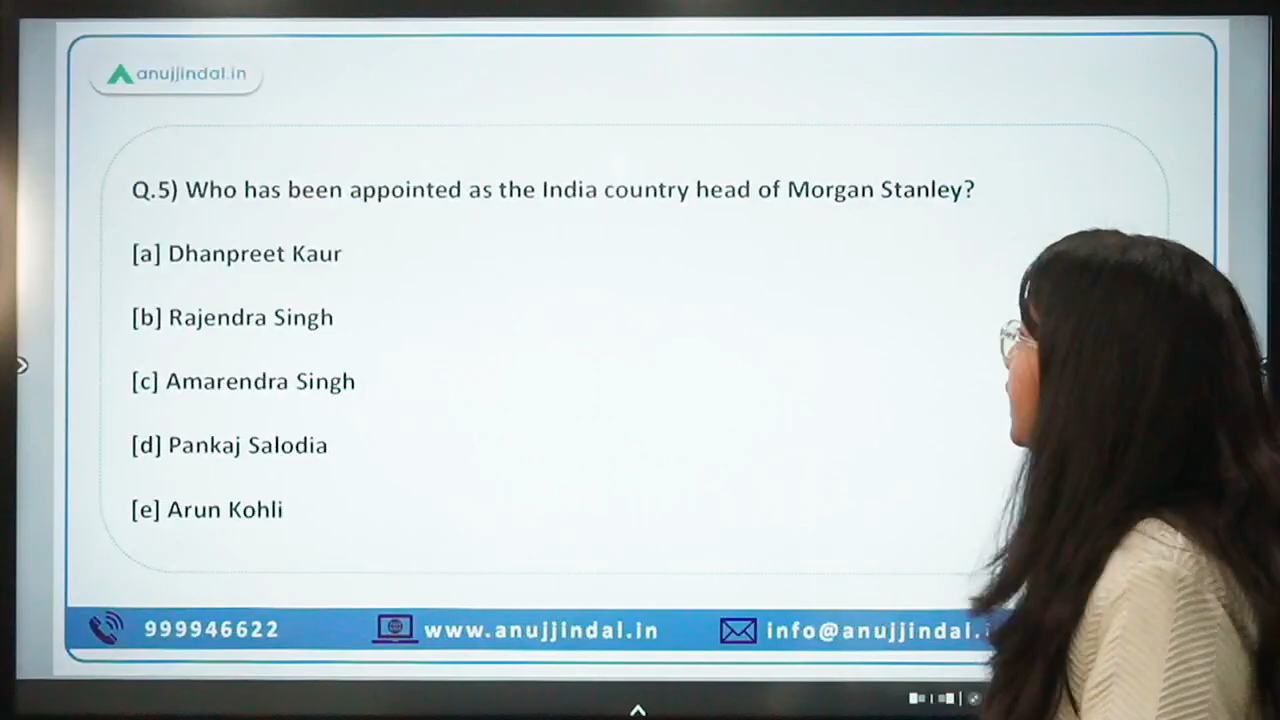 anujjindal.in
Q.5) Who has been appointed as the India country head of Morgan Stanley?
[a] Dhanpreet Kaur
[b] Rajendra Singh
[c] Amarendra Singh
[d] Pankaj Salodia
[e] Arun Kohli
999946622
www.anujjindal.in
info@anujjindal.i